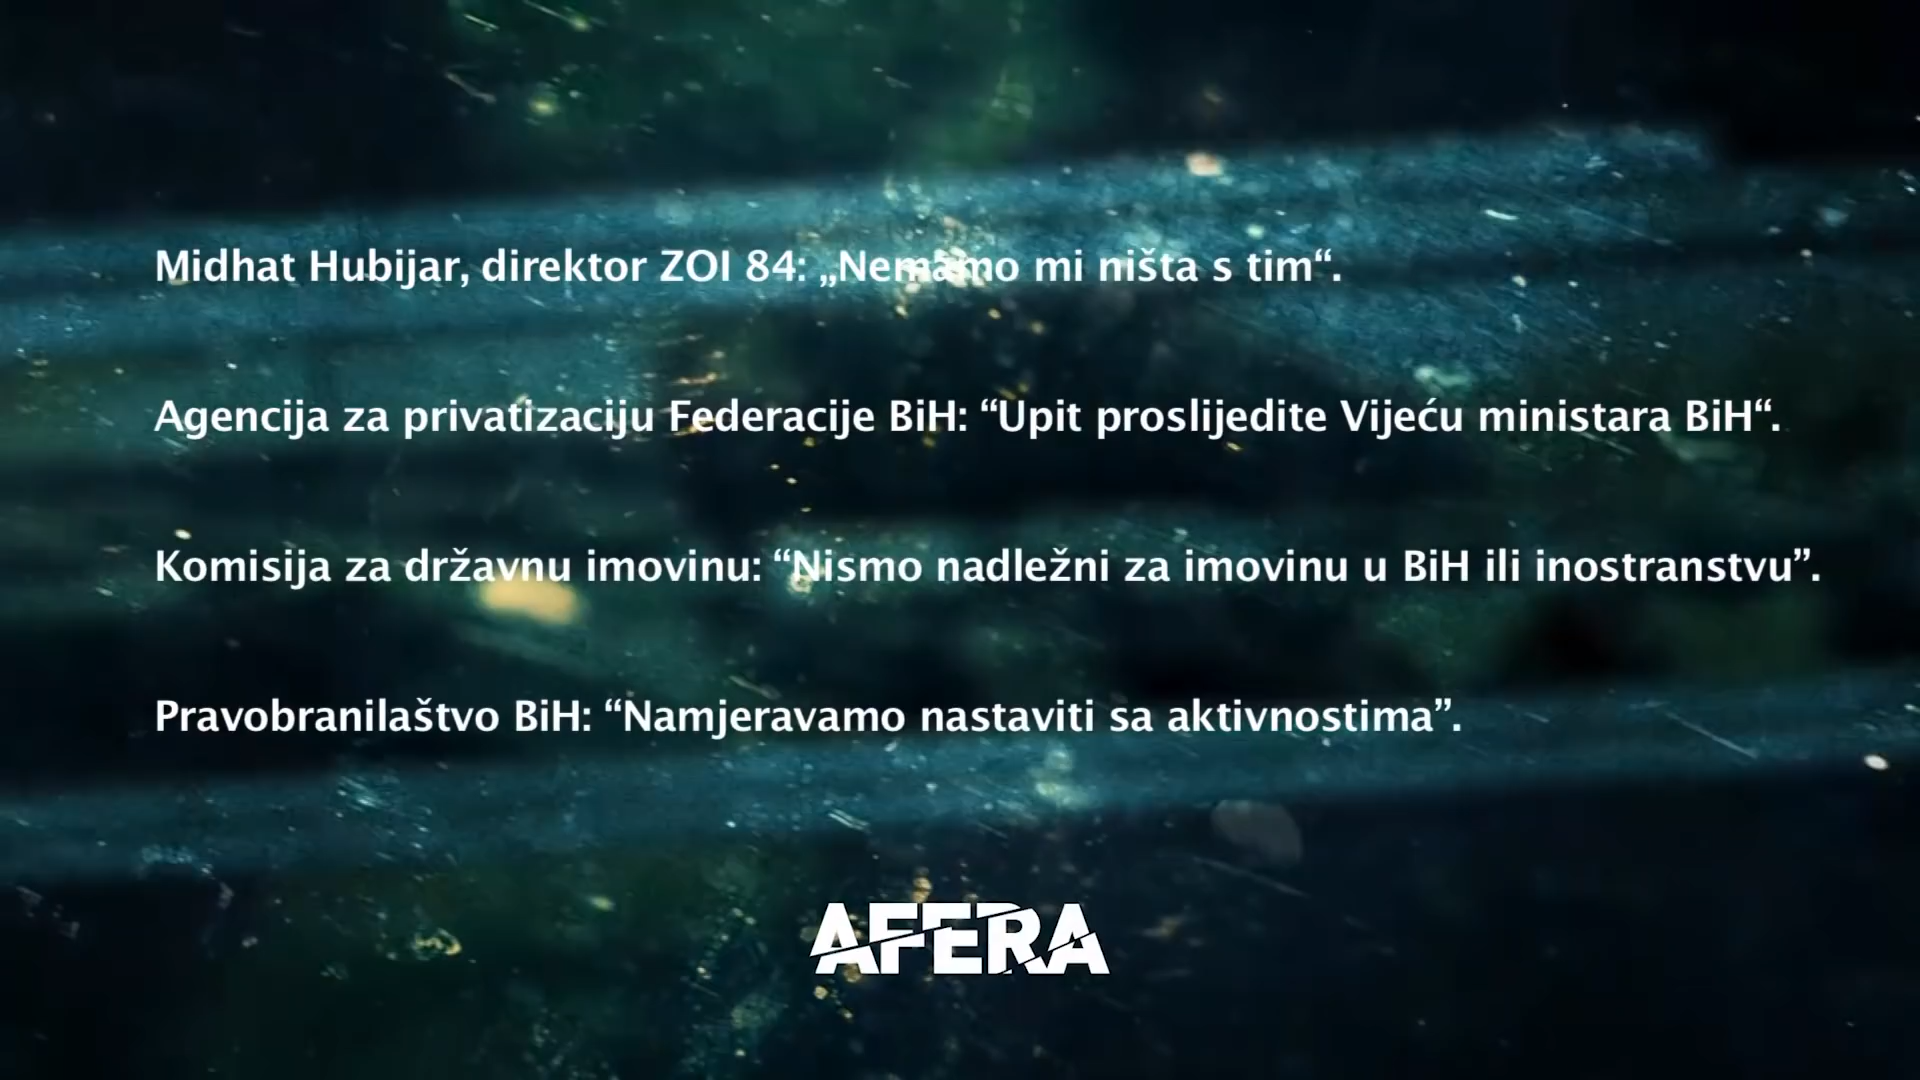 Midhat Hubijar, direktor ZOI 84: „Nemamo mi ništa s tim“.
Agencija za privatizaciju Federacije BiH: “Upit proslijedite Vijeću ministara BiH“.
Komisija za državnu imovinu: “Nismo nadležni za imovinu u BiH ili inostranstvu”.
Pravobranilaštvo BiH: “Namjeravamo nastaviti sa aktivnostima”.
AFERA